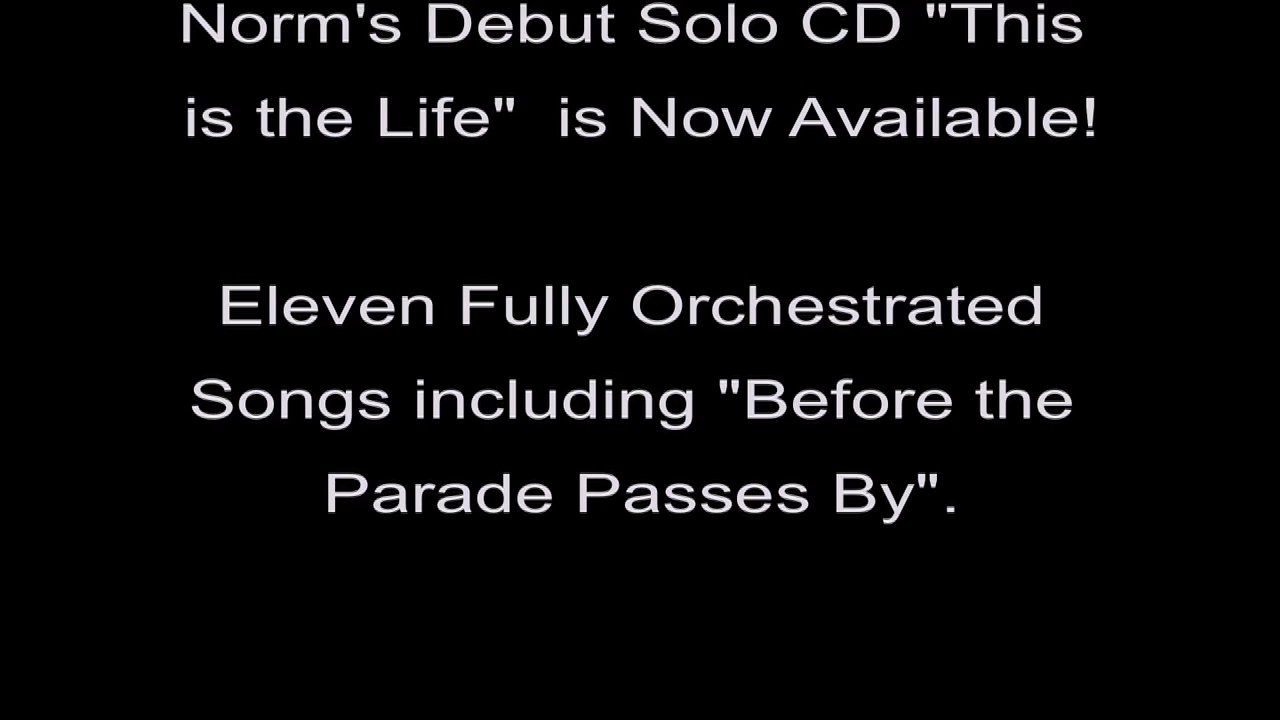 Norm's Debut Solo CD "This
is the Life" is Now Available!
Eleven Fully Orchestrated
Songs including "Before the
Parade Passes By".